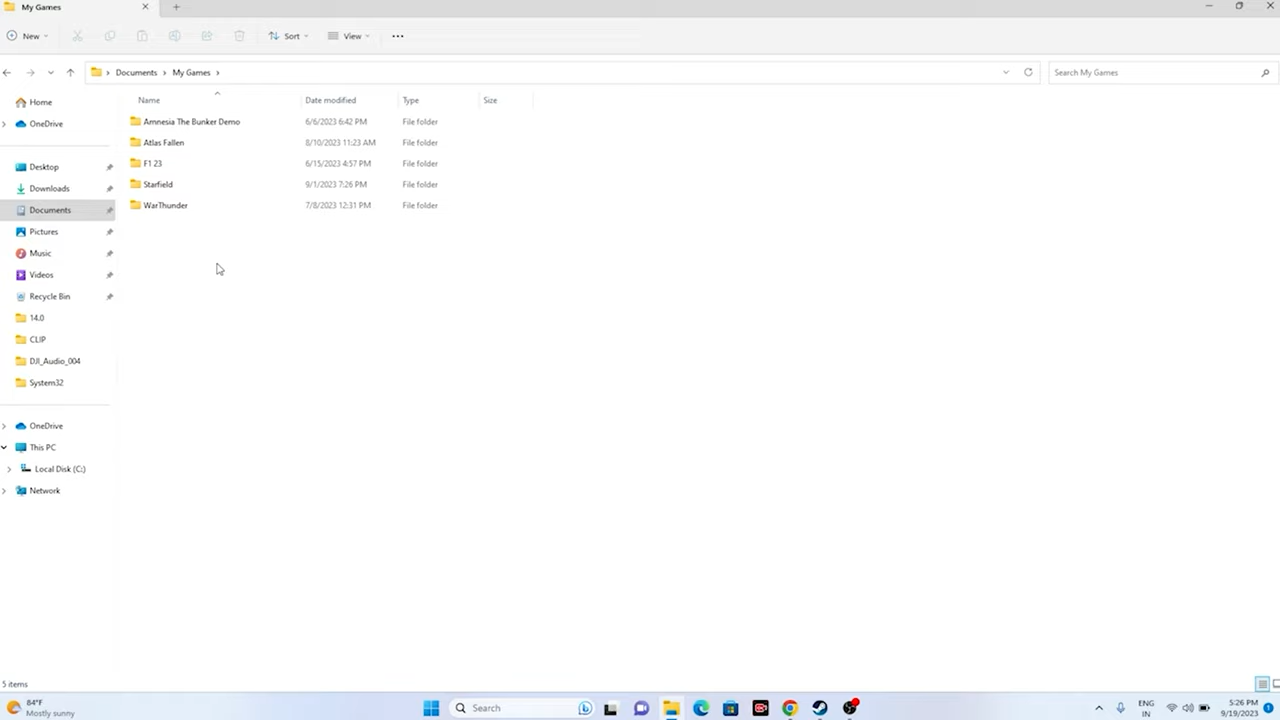 My Games
New
Sort
View
Documents
My Games
Search My Games
Name
Date modified
Type
Size
Amnesia The Bunker Demo 6/6/2023 6:42 PM File folder
Atlas Fallen 8/10/2023 11:23 AM File folder
F1 23 6/15/2023 4:57 PM File folder
Starfield 9/1/2023 7:26 PM File folder
WarThunder 7/8/2023 12:31 PM File folder
Home
OneDrive
Desktop
Downloads
Documents
Pictures
Music
Videos
Recycle Bin
14.0
CLIP
DJI_Audio_004
System32
OneDrive
This PC
Local Disk (C:)
Network
5 items
84°F
Mostly sunny
Search
ENG
IN
5:26 PM
9/19/2023